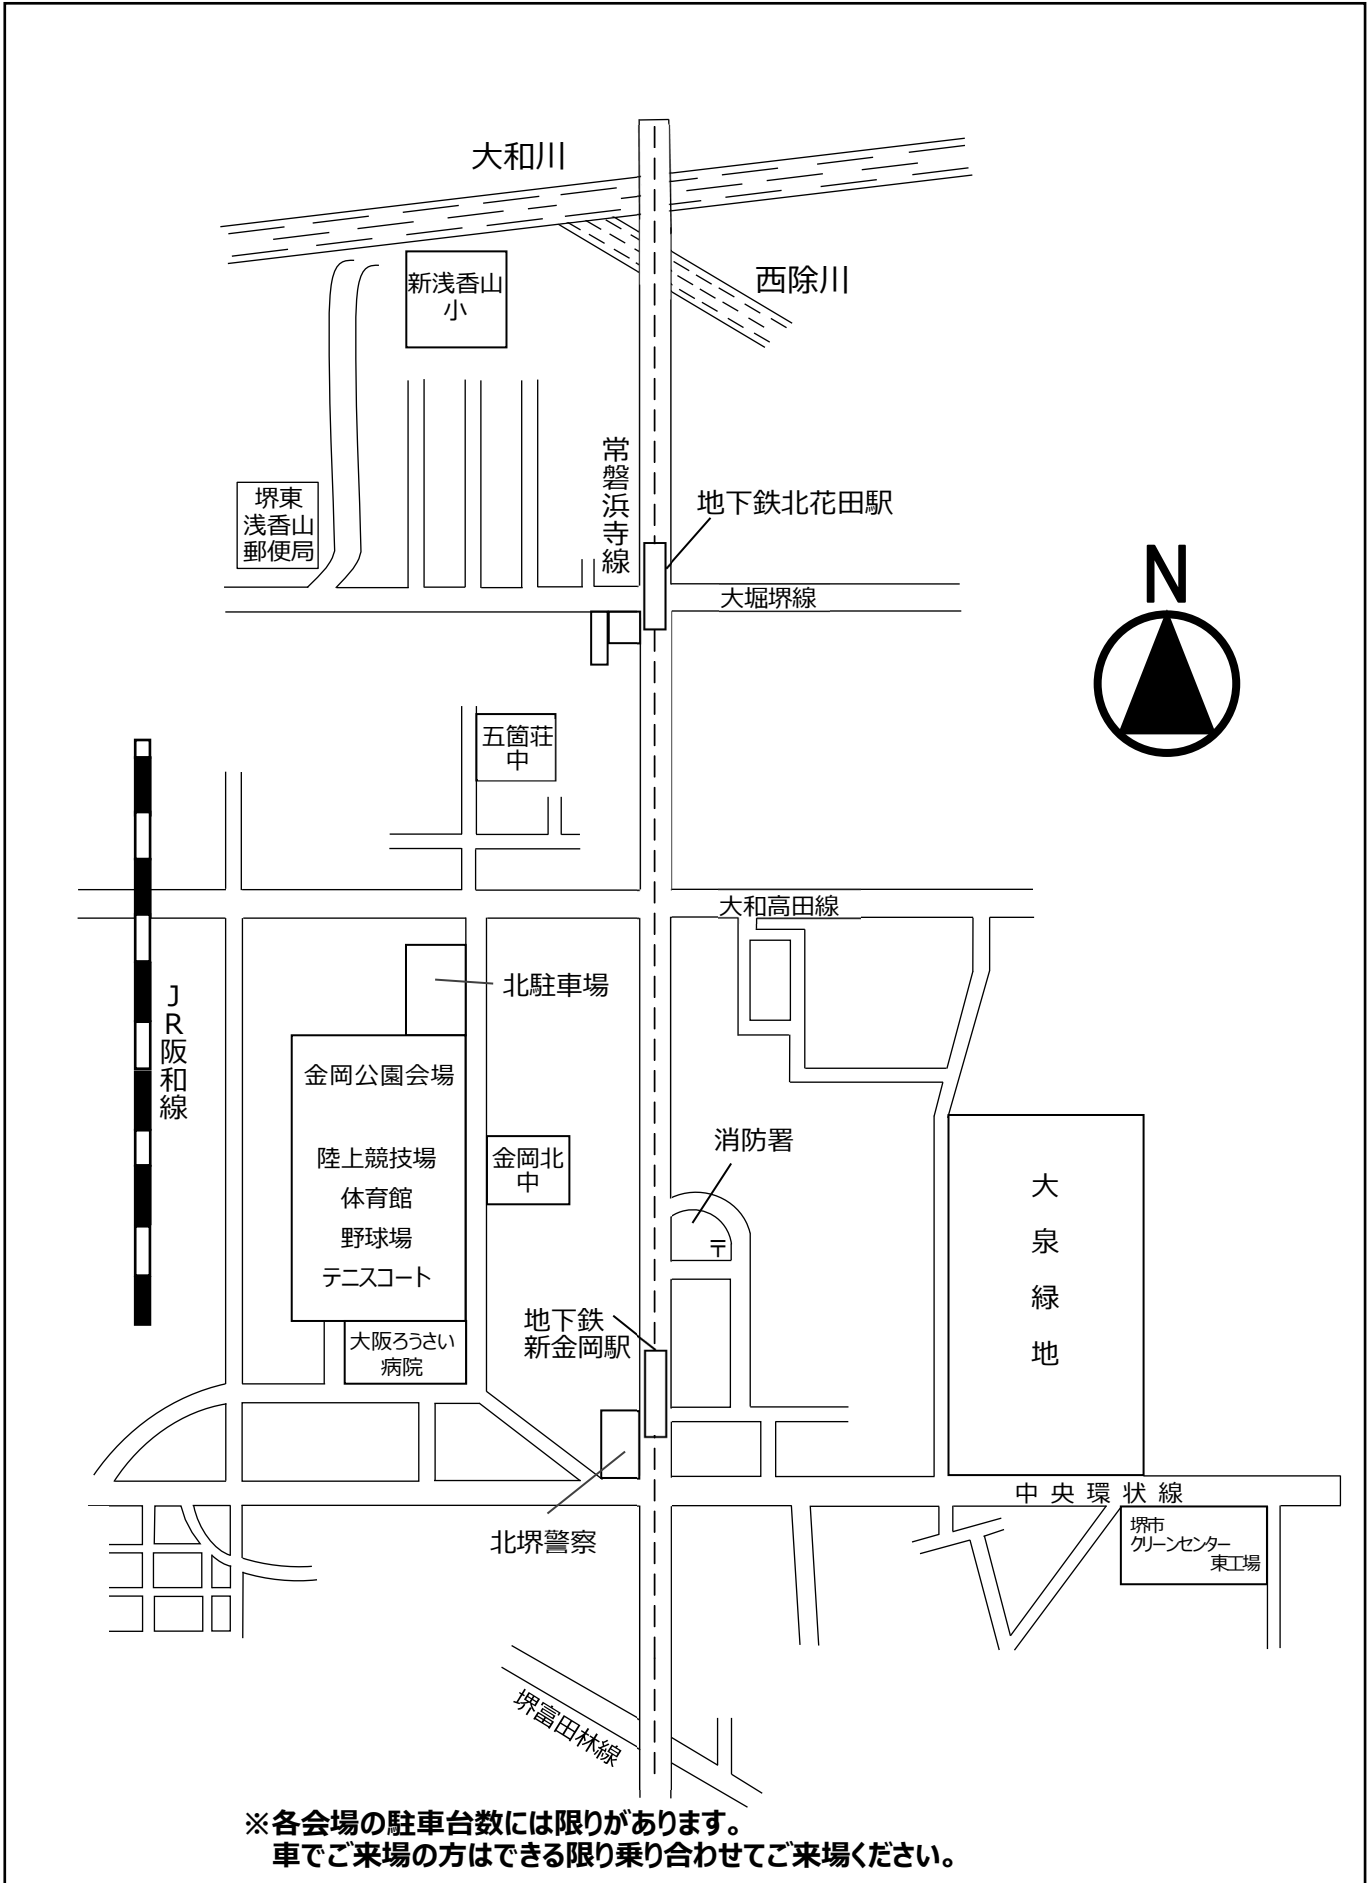 大和川
西除川
新浅香山
小
常磐浜寺線
堺東
浅香山
郵便局
地下鉄北花田駅
N
大堀堺線
五箇荘
中
大和高田線
北駐車場
JR阪和線
金岡公園会場
陸上競技場
体育館
野球場
テニスコート
金岡北
中
消防署
〒
大泉緑地
地下鉄
新金岡駅
大阪ろうさい
病院
中央環状線
北堺警察
堺市
クリーンセンター
東工場
堺富田林線
※各会場の駐車台数には限りがあります。
車でご来場の方はできる限り乗り合わせてご来場ください。